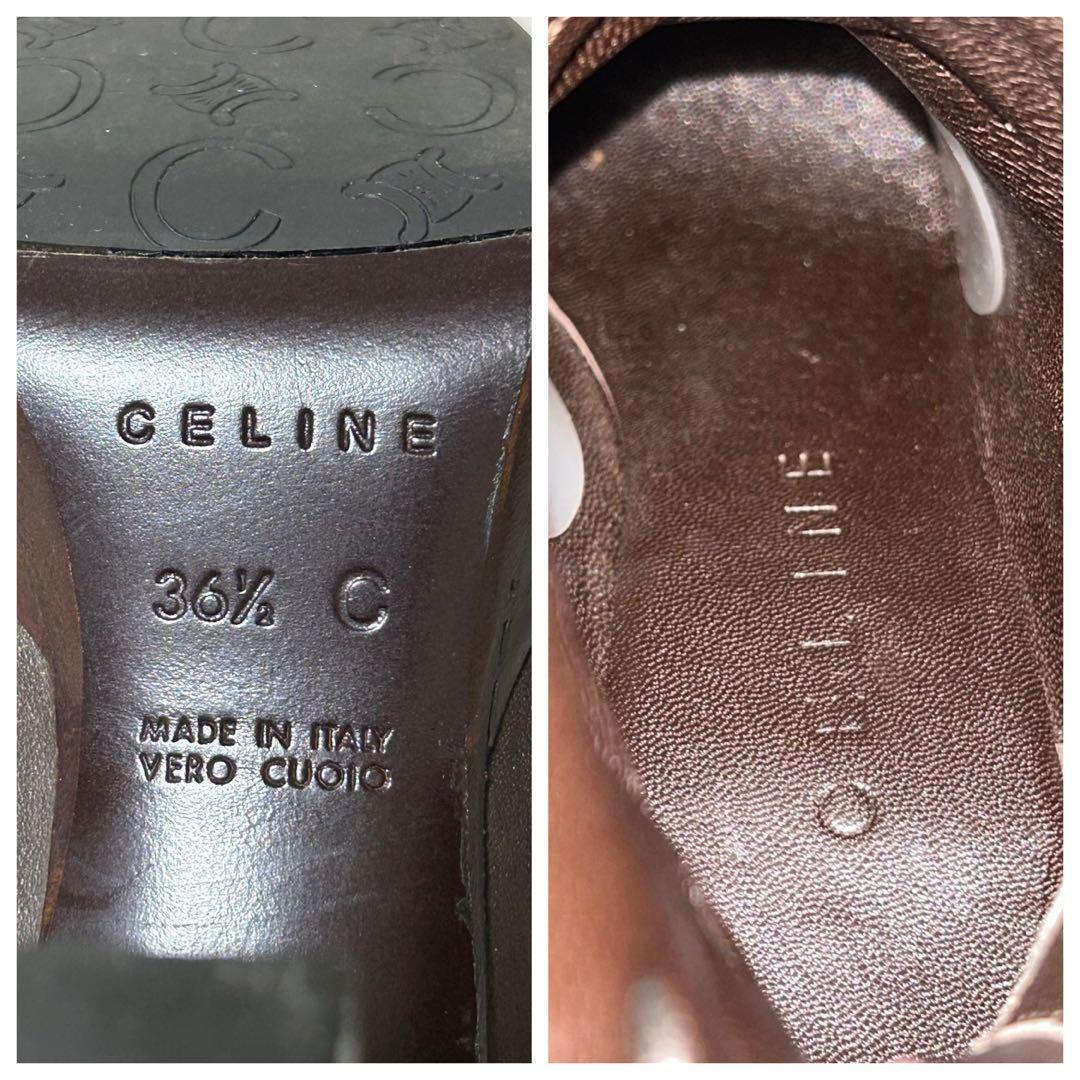 CELINE
36½ C
MADE IN ITALY
VERO CUOIO
CELINE